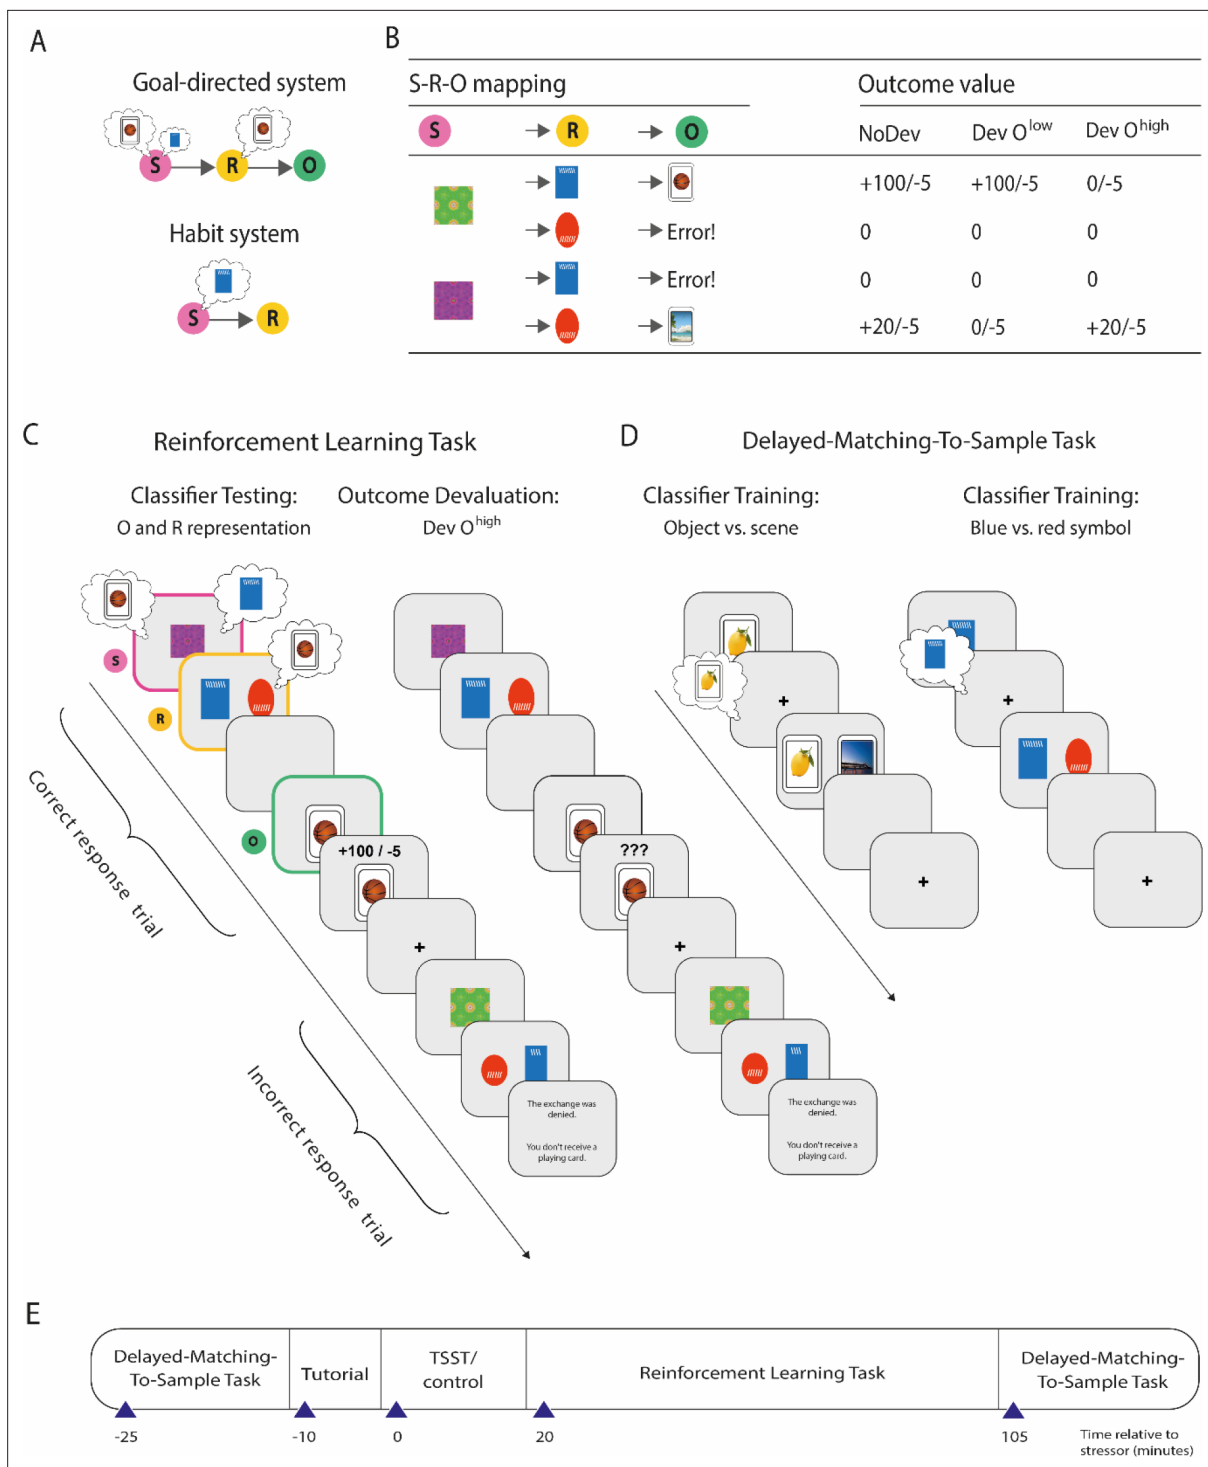 A
Goal-directed system
S
R
O
Habit system
S
R
B
S-R-O mapping
Outcome value
S
R
O
NoDev
Dev O^low
Dev O^high
+100/-5
+100/-5
0/-5
Error!
0
0
0
Error!
0
0
0
+20/-5
0/-5
+20/-5
C
Reinforcement Learning Task
Classifier Testing:
O and R representation
Outcome Devaluation:
Dev O^high
S
R
O
+100 / -5
+
???
+
The exchange was
denied.
You don't receive a
playing card.
The exchange was
denied.
You don't receive a
playing card.
Correct response trial
Incorrect response trial
D
Delayed-Matching-To-Sample Task
Classifier Training:
Object vs. scene
Classifier Training:
Blue vs. red symbol
+
+
+
+
E
Delayed-Matching-
To-Sample Task
Tutorial
TSST/
control
Reinforcement Learning Task
Delayed-Matching-
To-Sample Task
-25
-10
0
20
105
Time relative to
stressor (minutes)